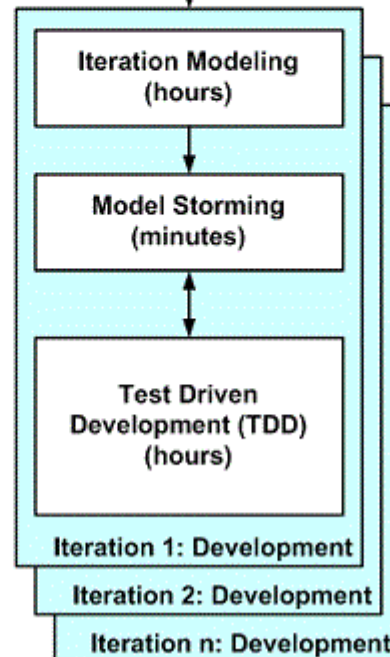 Iteration Modeling
(hours)
Model Storming
(minutes)
Test Driven
Development (TDD)
(hours)
Iteration 1: Development
Iteration 2: Development
Iteration n: Development